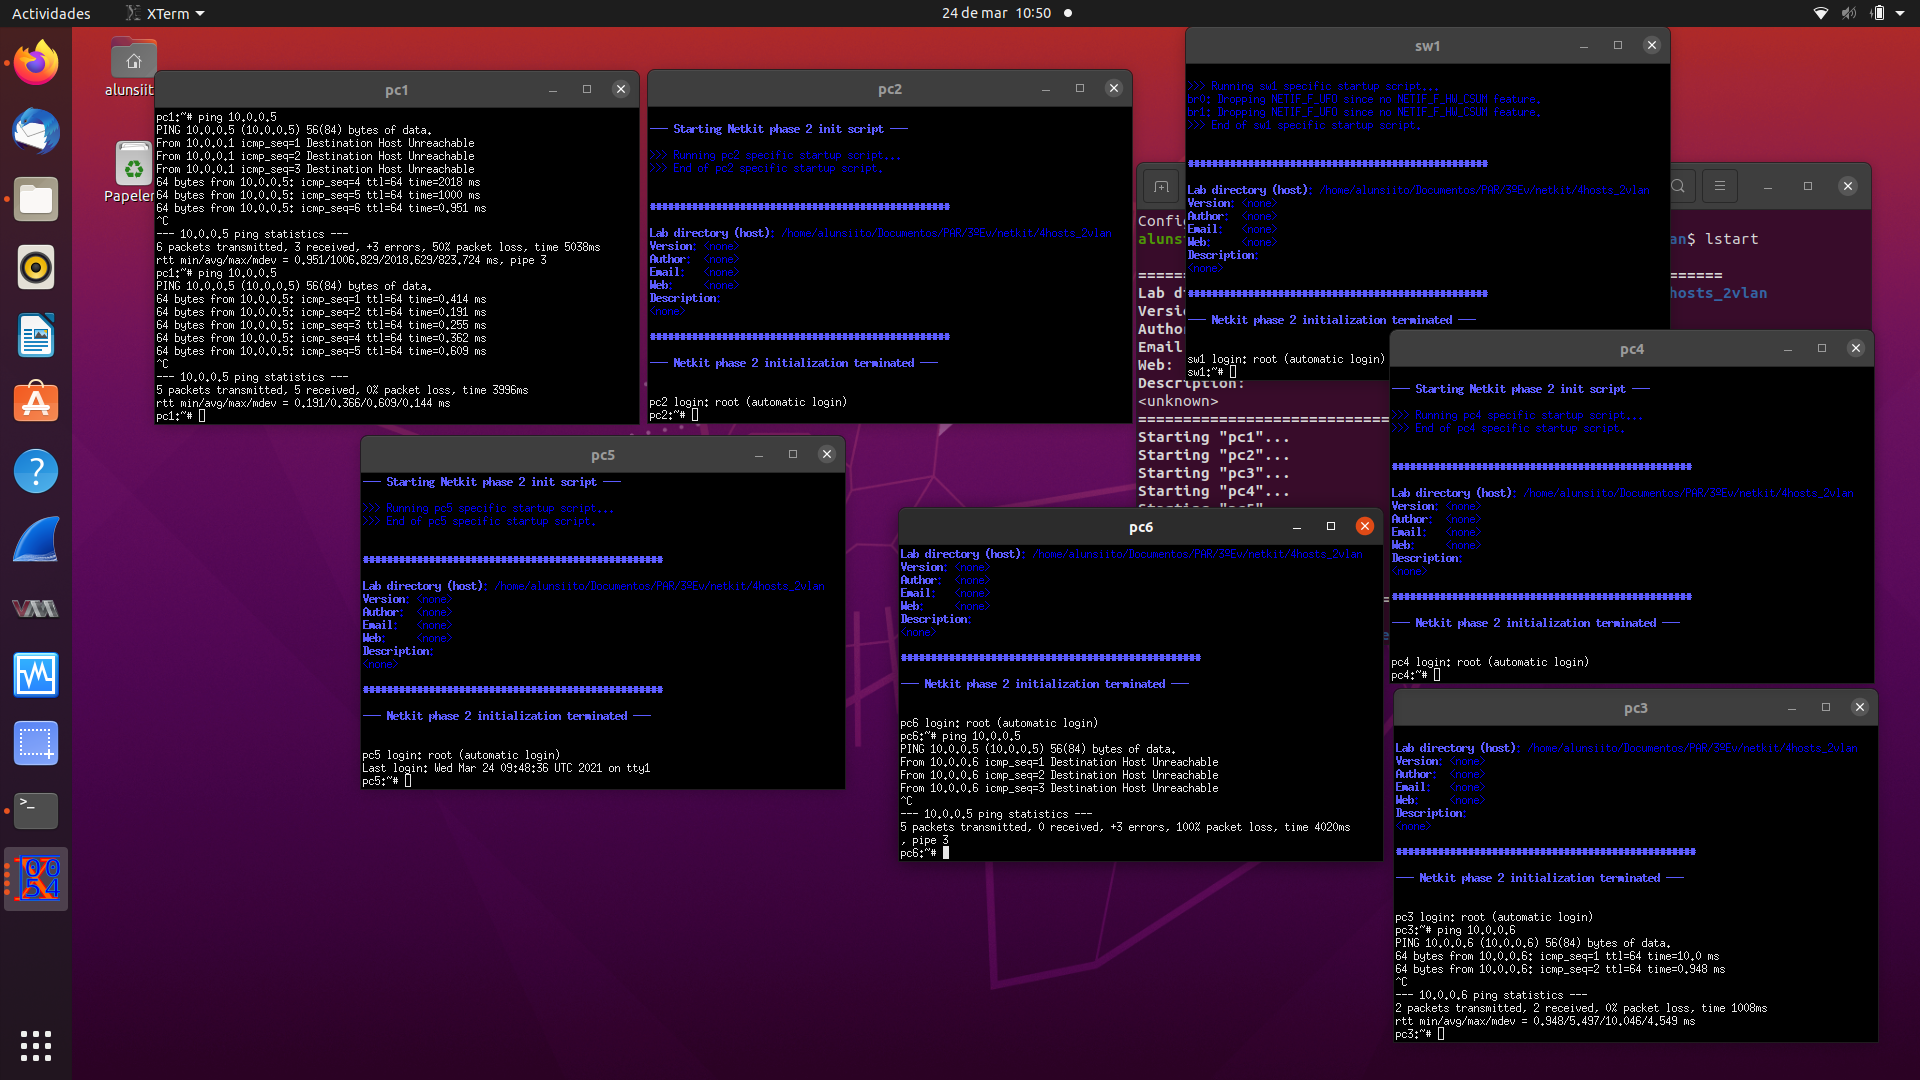 Actividades
XTerm
24 de mar 10:50
alunsiit
Papeler
pc1
pc1:~# ping 10.0.0.5
PING 10.0.0.5 (10.0.0.5) 56(84) bytes of data.
From 10.0.0.1 icmp_seq=1 Destination Host Unreachable
From 10.0.0.1 icmp_seq=2 Destination Host Unreachable
From 10.0.0.1 icmp_seq=3 Destination Host Unreachable
64 bytes from 10.0.0.5: icmp_seq=4 ttl=64 time=2018 ms
64 bytes from 10.0.0.5: icmp_seq=5 ttl=64 time=1000 ms
64 bytes from 10.0.0.5: icmp_seq=6 ttl=64 time=0.951 ms
^C
--- 10.0.0.5 ping statistics ---
6 packets transmitted, 3 received, +3 errors, 50% packet loss, time 5038ms
rtt min/avg/max/mdev = 0.951/1006.829/2018.629/823.724 ms, pipe 3
pc1:~# ping 10.0.0.5
PING 10.0.0.5 (10.0.0.5) 56(84) bytes of data.
64 bytes from 10.0.0.5: icmp_seq=1 ttl=64 time=0.414 ms
64 bytes from 10.0.0.5: icmp_seq=2 ttl=64 time=0.191 ms
64 bytes from 10.0.0.5: icmp_seq=3 ttl=64 time=0.255 ms
64 bytes from 10.0.0.5: icmp_seq=4 ttl=64 time=0.362 ms
64 bytes from 10.0.0.5: icmp_seq=5 ttl=64 time=0.609 ms
^C
--- 10.0.0.5 ping statistics ---
5 packets transmitted, 5 received, 0% packet loss, time 3996ms
rtt min/avg/max/mdev = 0.191/0.366/0.609/0.144 ms
pc1:~#
pc2
--- Starting Netkit phase 2 init script ---
>>> Running pc2 specific startup script...
>>> End of pc2 specific startup script.
##################################################
Lab directory (host): /home/alunsiito/Documentos/PAR/3ºEv/netkit/4hosts_2vlan
Version: <none>
Author: <none>
Email: <none>
Web: <none>
Description:
<none>
##################################################
--- Netkit phase 2 initialization terminated ---
pc2 login: root (automatic login)
pc2:~#
sw1
>>> Running sw1 specific startup script...
br0: Dropping NETIF_F_UFO since no NETIF_F_HW_CSUM feature.
br1: Dropping NETIF_F_UFO since no NETIF_F_HW_CSUM feature.
>>> End of sw1 specific startup script.
##################################################
Lab directory (host): /home/alunsiito/Documentos/PAR/3ºEv/netkit/4hosts_2vlan
Version: <none>
Author: <none>
Email: <none>
Web: <none>
Description:
<none>
##################################################
--- Netkit phase 2 initialization terminated ---
sw1 login: root (automatic login)
sw1:~#
Config
aluns an$ lstart
Lab d hosts_2vlan
Versi
Autho
Email
Web:
Description:
<unknown>
Starting "pc1"...
Starting "pc2"...
Starting "pc3"...
Starting "pc4"...
pc4
--- Starting Netkit phase 2 init script ---
>>> Running pc4 specific startup script...
>>> End of pc4 specific startup script.
##################################################
Lab directory (host): /home/alunsiito/Documentos/PAR/3ºEv/netkit/4hosts_2vlan
Version: <none>
Author: <none>
Email: <none>
Web: <none>
Description:
<none>
##################################################
--- Netkit phase 2 initialization terminated ---
pc4 login: root (automatic login)
pc4:~#
pc5
--- Starting Netkit phase 2 init script ---
>>> Running pc5 specific startup script...
>>> End of pc5 specific startup script.
##################################################
Lab directory (host): /home/alunsiito/Documentos/PAR/3ºEv/netkit/4hosts_2vlan
Version: <none>
Author: <none>
Email: <none>
Web: <none>
Description:
<none>
##################################################
--- Netkit phase 2 initialization terminated ---
pc5 login: root (automatic login)
Last login: Wed Mar 24 09:48:36 UTC 2021 on tty1
pc5:~#
pc6
Lab directory (host): /home/alunsiito/Documentos/PAR/3ºEv/netkit/4hosts_2vlan
Version: <none>
Author: <none>
Email: <none>
Web: <none>
Description:
<none>
##################################################
--- Netkit phase 2 initialization terminated ---
pc6 login: root (automatic login)
pc6:~# ping 10.0.0.5
PING 10.0.0.5 (10.0.0.5) 56(84) bytes of data.
From 10.0.0.6 icmp_seq=1 Destination Host Unreachable
From 10.0.0.6 icmp_seq=2 Destination Host Unreachable
From 10.0.0.6 icmp_seq=3 Destination Host Unreachable
^C
--- 10.0.0.5 ping statistics ---
5 packets transmitted, 0 received, +3 errors, 100% packet loss, time 4020ms
, pipe 3
pc6:~#
pc3
Lab directory (host): /home/alunsiito/Documentos/PAR/3ºEv/netkit/4hosts_2vlan
Version: <none>
Author: <none>
Email: <none>
Web: <none>
Description:
<none>
##################################################
--- Netkit phase 2 initialization terminated ---
pc3 login: root (automatic login)
pc3:~# ping 10.0.0.6
PING 10.0.0.6 (10.0.0.6) 56(84) bytes of data.
64 bytes from 10.0.0.6: icmp_seq=1 ttl=64 time=10.0 ms
64 bytes from 10.0.0.6: icmp_seq=2 ttl=64 time=0.948 ms
^C
--- 10.0.0.6 ping statistics ---
2 packets transmitted, 2 received, 0% packet loss, time 1008ms
rtt min/avg/max/mdev = 0.948/5.497/10.046/4.549 ms
pc3:~#